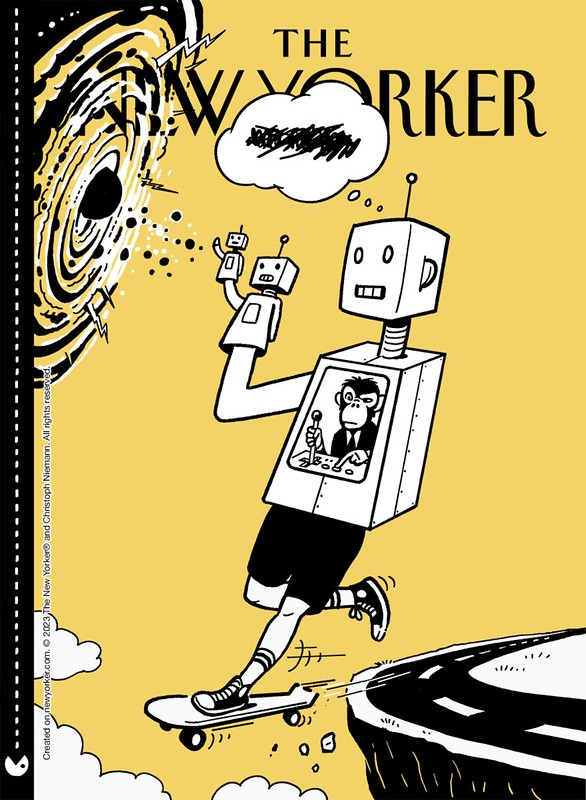 THE
NEW YORKER
Created on newyorker.com. © 2023 The New Yorker® and Christoph Niemann. All rights reserved.